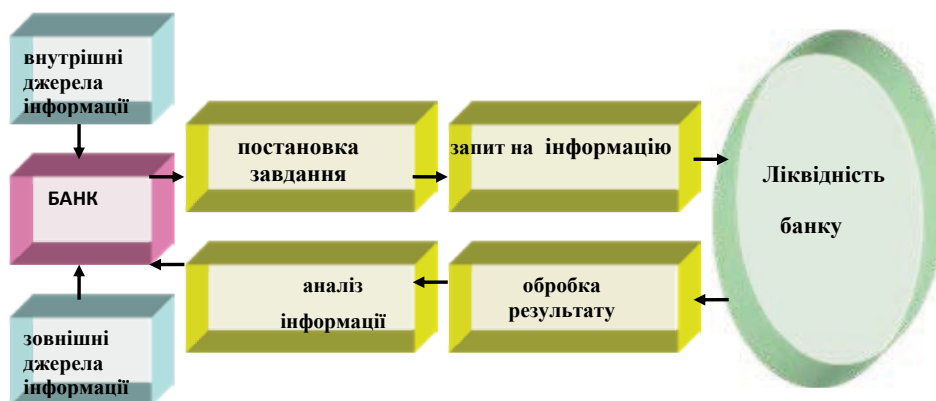 внутрішні
джерела
інформації
БАНК
зовнішні
джерела
інформації
постановка
завдання
запит на інформацію
Ліквідність
банку
обробка
результату
аналіз
інформації